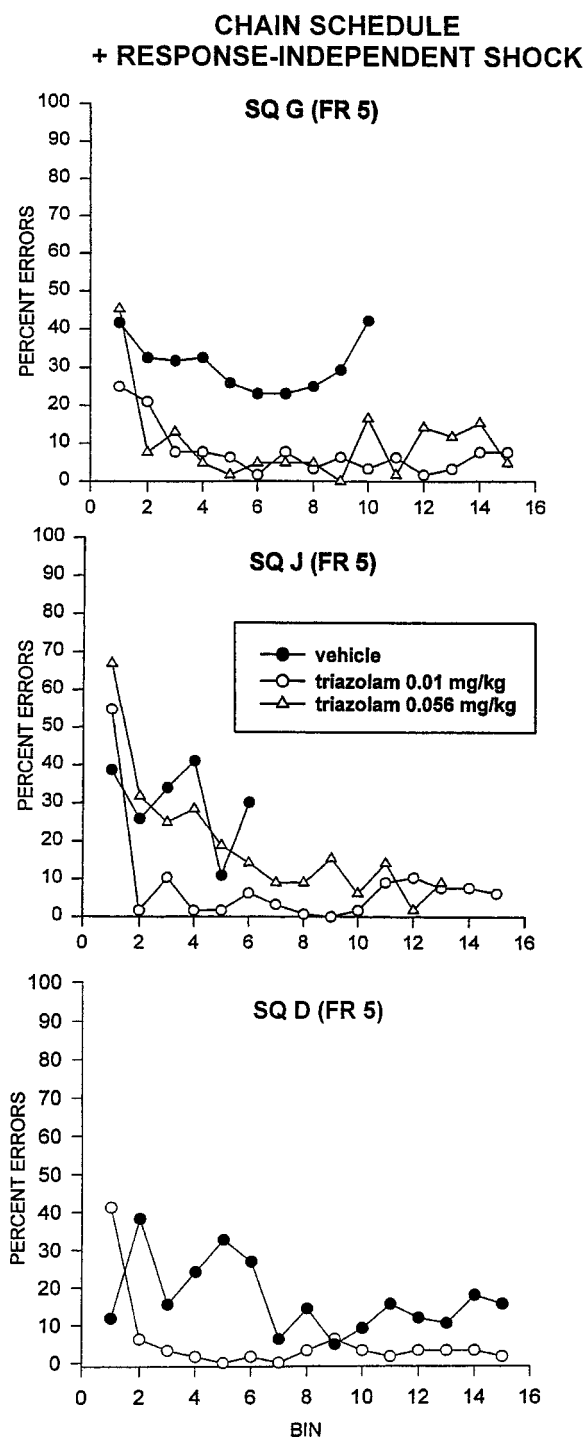 CHAIN SCHEDULE
+ RESPONSE-INDEPENDENT SHOCK
SQ G (FR 5)
PERCENT ERRORS
100
90
80
70
60
50
40
30
20
10
0
0 2 4 6 8 10 12 14 16
SQ J (FR 5)
PERCENT ERRORS
100
90
80
70
60
50
40
30
20
10
0
vehicle
triazolam 0.01 mg/kg
triazolam 0.056 mg/kg
0 2 4 6 8 10 12 14 16
SQ D (FR 5)
PERCENT ERRORS
100
90
80
70
60
50
40
30
20
10
0
0 2 4 6 8 10 12 14 16
BIN